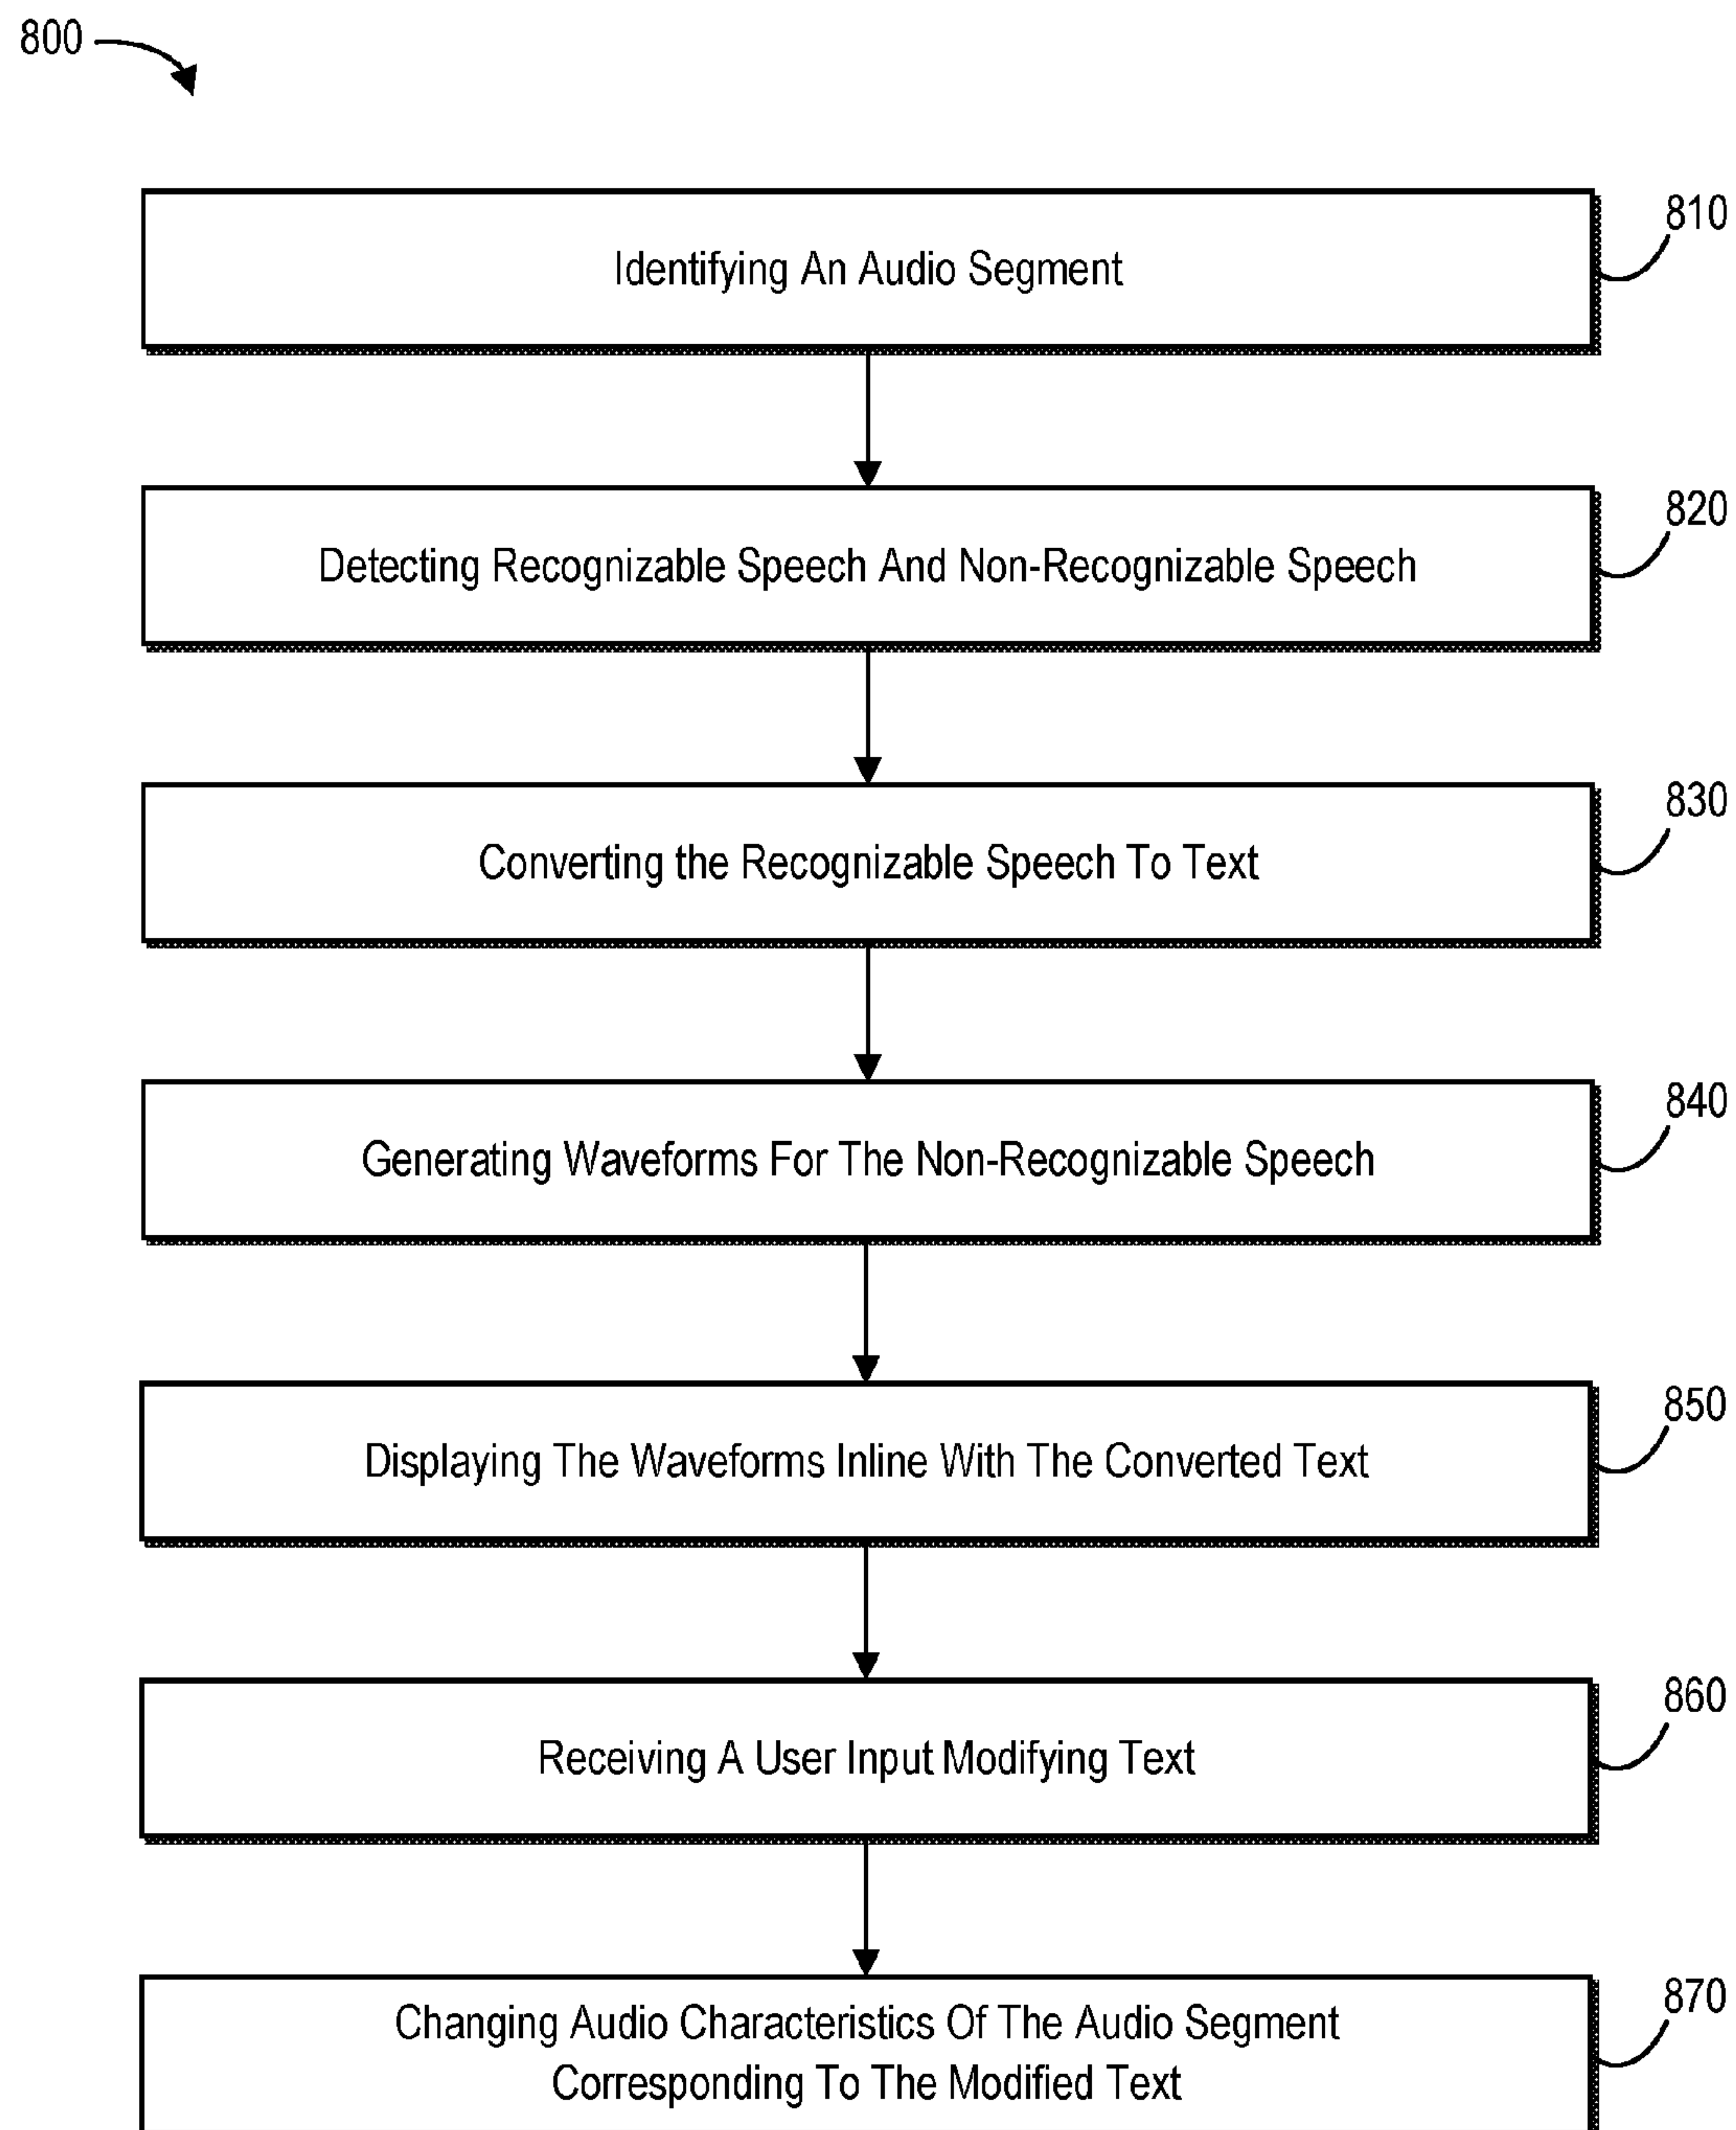 800
810
Identifying An Audio Segment
820
Detecting Recognizable Speech And Non-Recognizable Speech
830
Converting the Recognizable Speech To Text
840
Generating Waveforms For The Non-Recognizable Speech
850
Displaying The Waveforms Inline With The Converted Text
860
Receiving A User Input Modifying Text
870
Changing Audio Characteristics Of The Audio Segment
Corresponding To The Modified Text